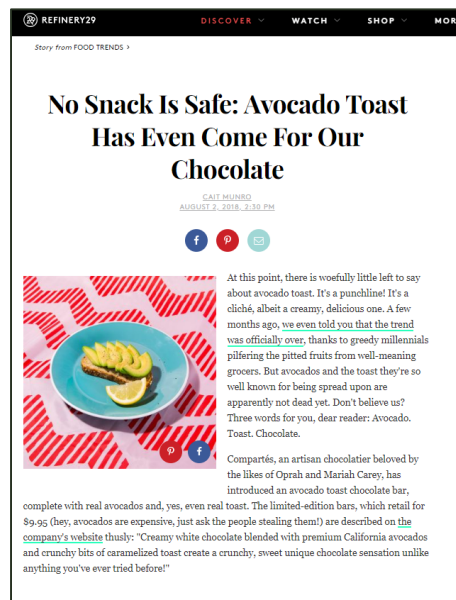 REFINERY29
DISCOVER
WATCH
SHOP
MOR
Story from FOOD TRENDS >
No Snack Is Safe: Avocado Toast
Has Even Come For Our
Chocolate
CAIT MUNRO
AUGUST 2, 2018, 2:30 PM
At this point, there is woefully little left to say
about avocado toast. It's a punchline! It's a
cliché, albeit a creamy, delicious one. A few
months ago, we even told you that the trend
was officially over, thanks to greedy millennials
pilfering the pitted fruits from well-meaning
grocers. But avocados and the toast they're so
well known for being spread upon are
apparently not dead yet. Don't believe us?
Three words for you, dear reader: Avocado.
Toast. Chocolate.
Compartés, an artisan chocolatier beloved by
the likes of Oprah and Mariah Carey, has
introduced an avocado toast chocolate bar,
complete with real avocados and, yes, even real toast. The limited-edition bars, which retail for
$9.95 (hey, avocados are expensive, just ask the people stealing them!) are described on the
company's website thusly: "Creamy white chocolate blended with premium California avocados
and crunchy bits of caramelized toast create a crunchy, sweet unique chocolate sensation unlike
anything you've ever tried before!"